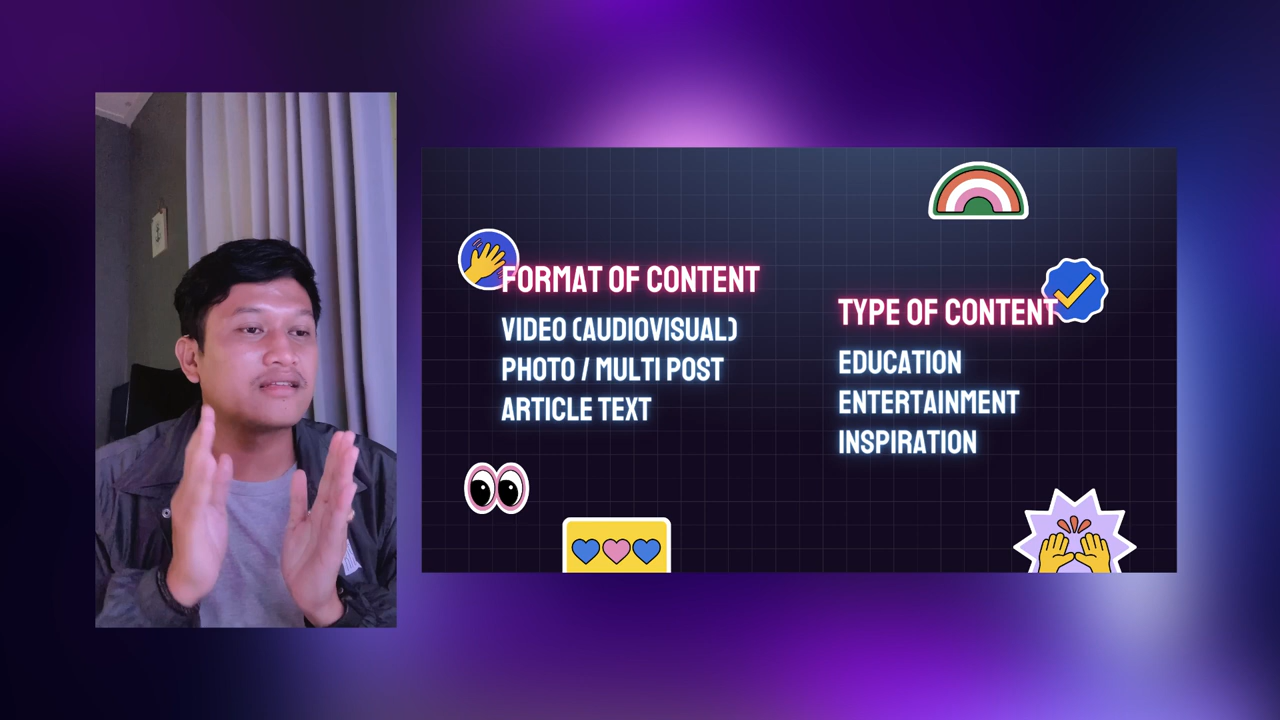 FORMAT OF CONTENT
VIDEO (AUDIOVISUAL)
PHOTO / MULTI POST
ARTICLE TEXT
TYPE OF CONTENT
EDUCATION
ENTERTAINMENT
INSPIRATION